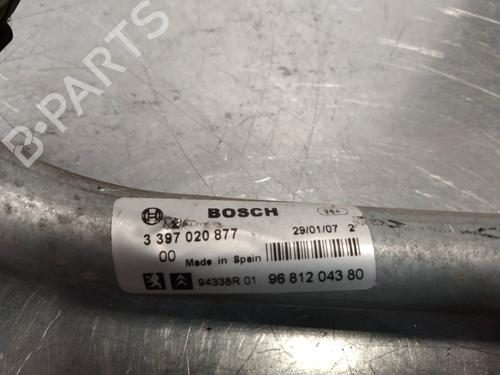 B-PARTS
BOSCH
3 397 020 877
29/01/07 2
00 Made in Spain
94338R 01 96 812 043 80